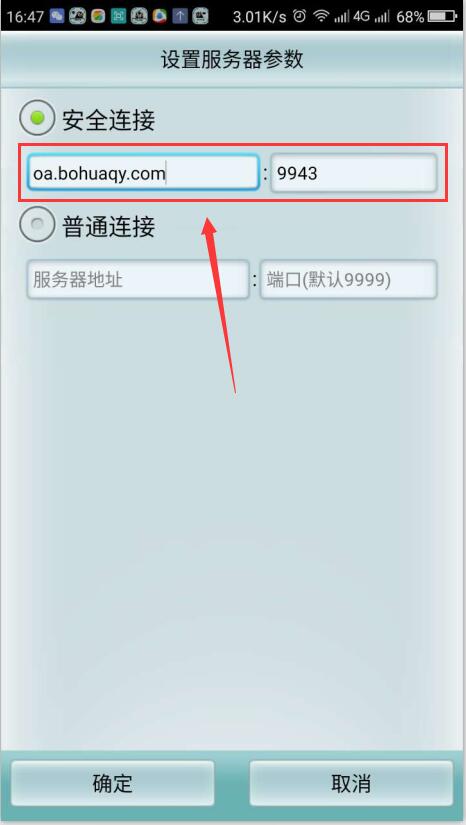 16:47 3.01K/s 4G 68%
设置服务器参数
安全连接
oa.bohuaqy.com : 9943
普通连接
服务器地址 : 端口(默认9999)
确定 取消